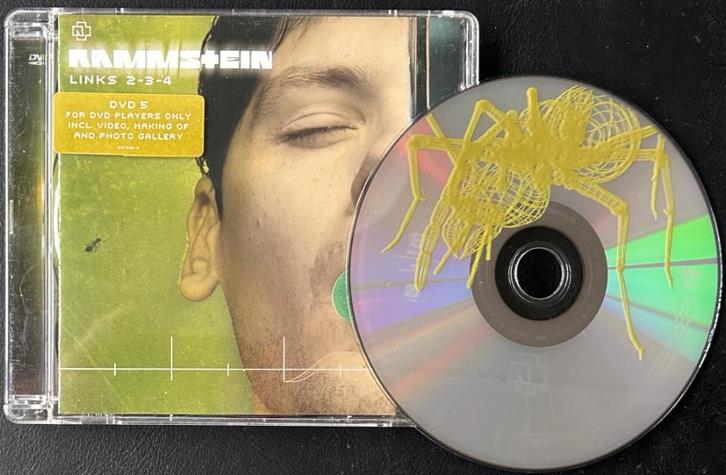 RAMMSTEIN
LINKS 2-3-4
DVD 5
FOR DVD PLAYERS ONLY
INCL. VIDEO, MAKING OF
AND PHOTO GALLERY